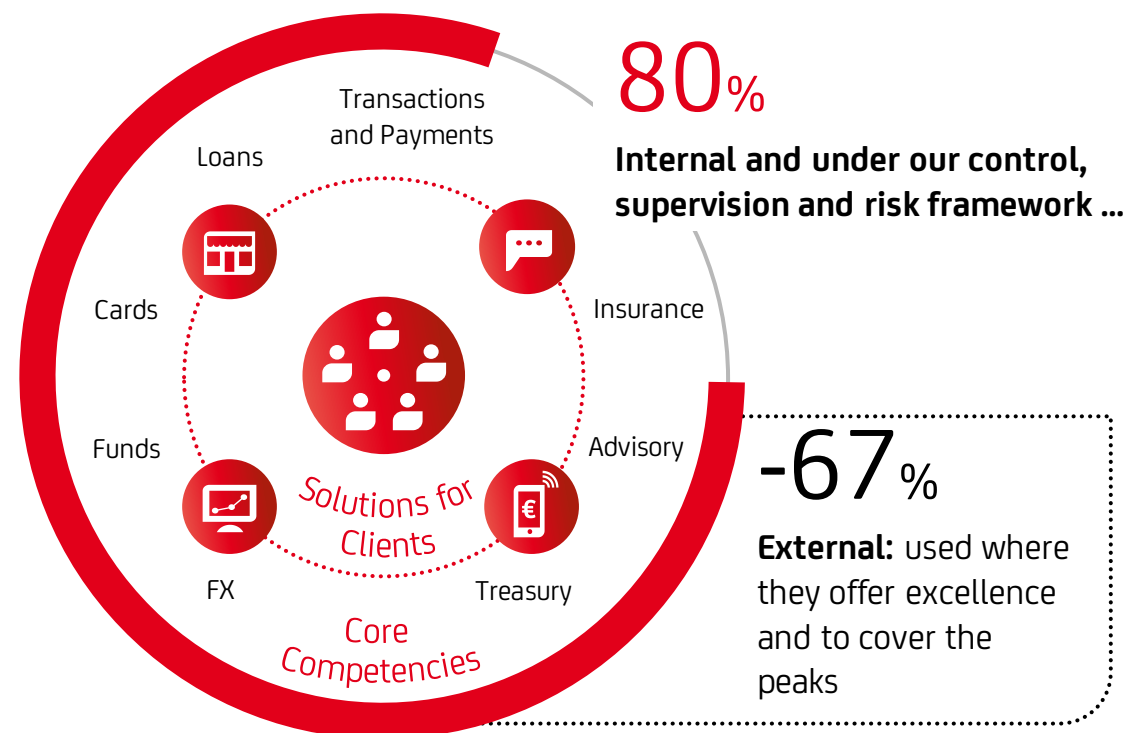 80%
Internal and under our control,
supervision and risk framework ...
Transactions
and Payments
Loans
Cards
Insurance
Funds
Advisory
€
Solutions for
Clients
FX
Treasury
Core
Competencies
-67%
External: used where
they offer excellence
and to cover the
peaks